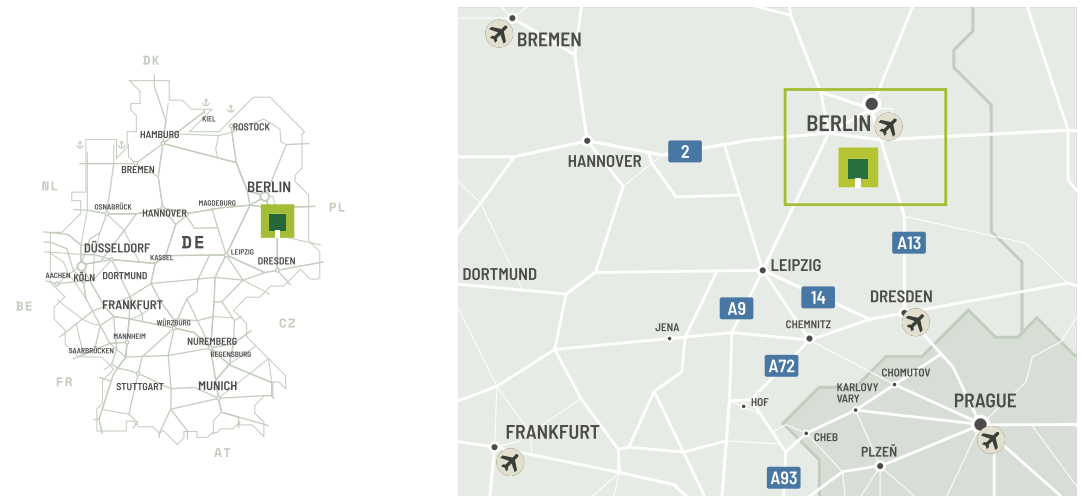 DK
KIEL
ROSTOCK
HAMBURG
BREMEN
NL
BERLIN
OSNABRÜCK
MAGDEBURG
HANNOVER
PL
DÜSSELDORF
DE
KASSEL
LEIPZIG
DRESDEN
AACHEN
KÖLN
DORTMUND
BE
FRANKFURT
WÜRZBURG
CZ
MANNHEIM
NUREMBERG
SAARBRÜCKEN
REGENSBURG
FR
STUTTGART
MUNICH
AT
BREMEN
BERLIN
HANNOVER
2
A13
DORTMUND
LEIPZIG
14
DRESDEN
A9
JENA
CHEMNITZ
A72
CHOMUTOV
KARLOVY
VARY
HOF
PRAGUE
FRANKFURT
CHEB
PLZEŇ
A93